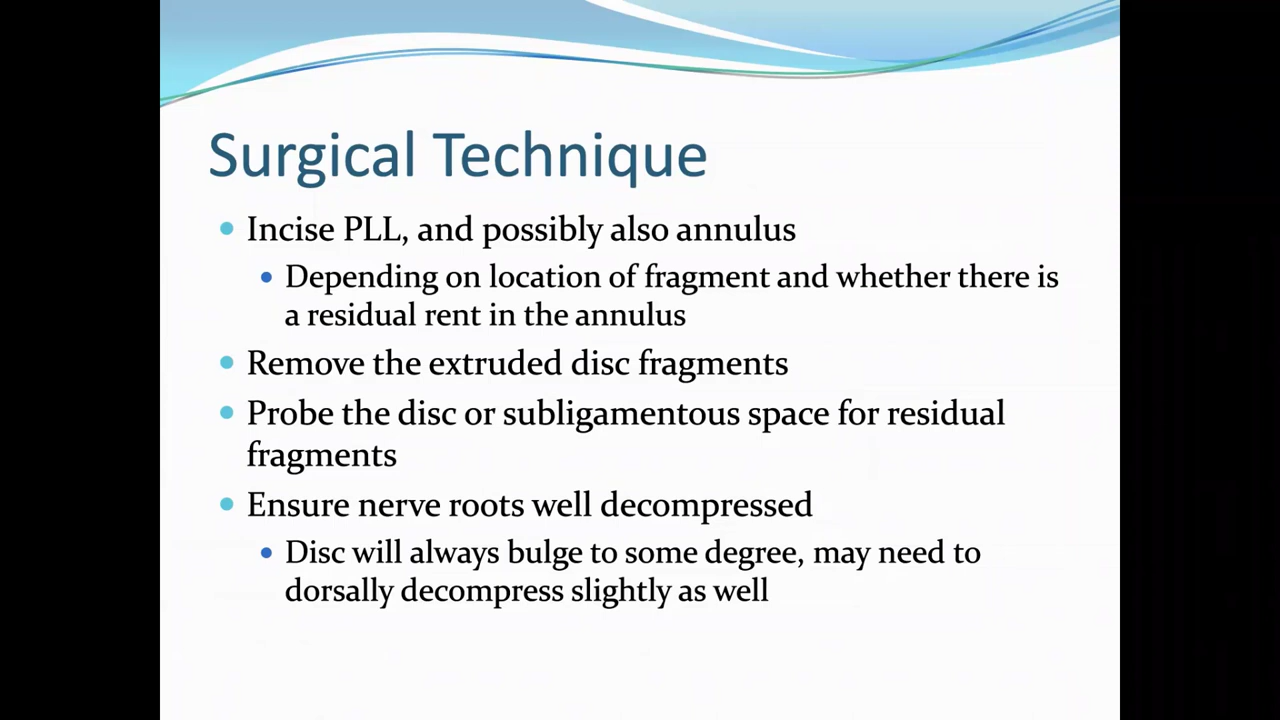 Surgical Technique
Incise PLL, and possibly also annulus
Depending on location of fragment and whether there is
a residual rent in the annulus
Remove the extruded disc fragments
Probe the disc or subligamentous space for residual
fragments
Ensure nerve roots well decompressed
Disc will always bulge to some degree, may need to
dorsally decompress slightly as well